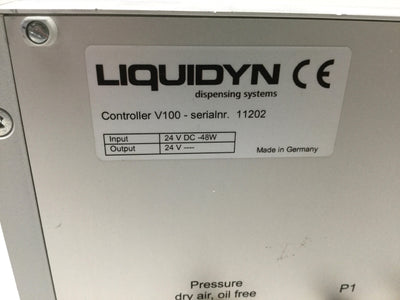 LIQUIDYN CE
dispensing systems
Controller V100 - serialnr. 11202
Input 24 V DC -48W
Output 24 V ----
Made in Germany
Pressure P1
dry air, oil free